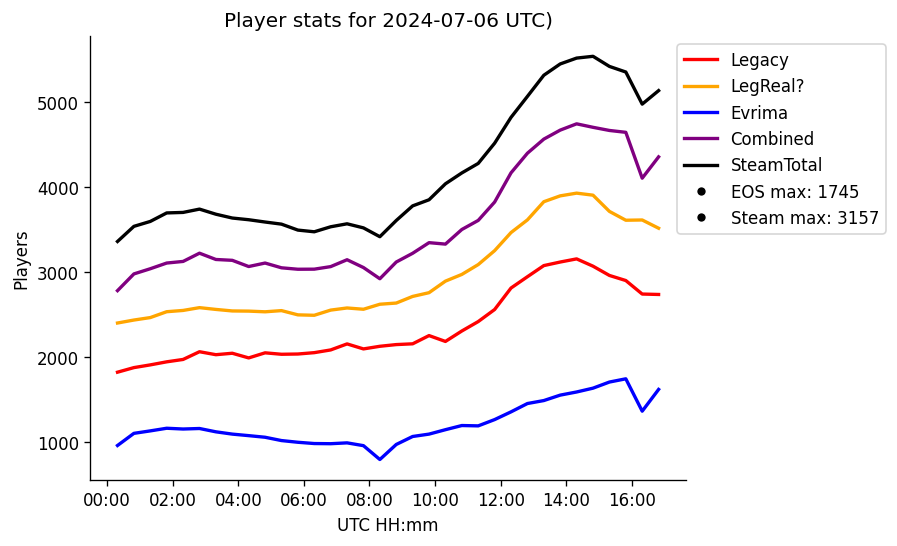 Player stats for 2024-07-06 UTC)
Legacy
LegReal?
Evrima
Combined
SteamTotal
EOS max: 1745
Steam max: 3157
Players
5000
4000
3000
2000
1000
00:00 02:00 04:00 06:00 08:00 10:00 12:00 14:00 16:00
UTC HH:mm